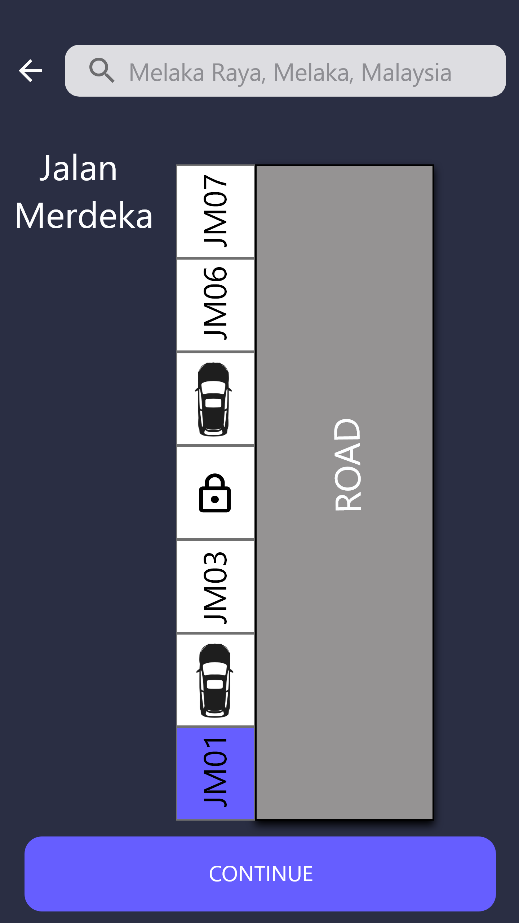 Melaka Raya, Melaka, Malaysia
Jalan
Merdeka
JM07
JM06
JM03
JM01
ROAD
CONTINUE